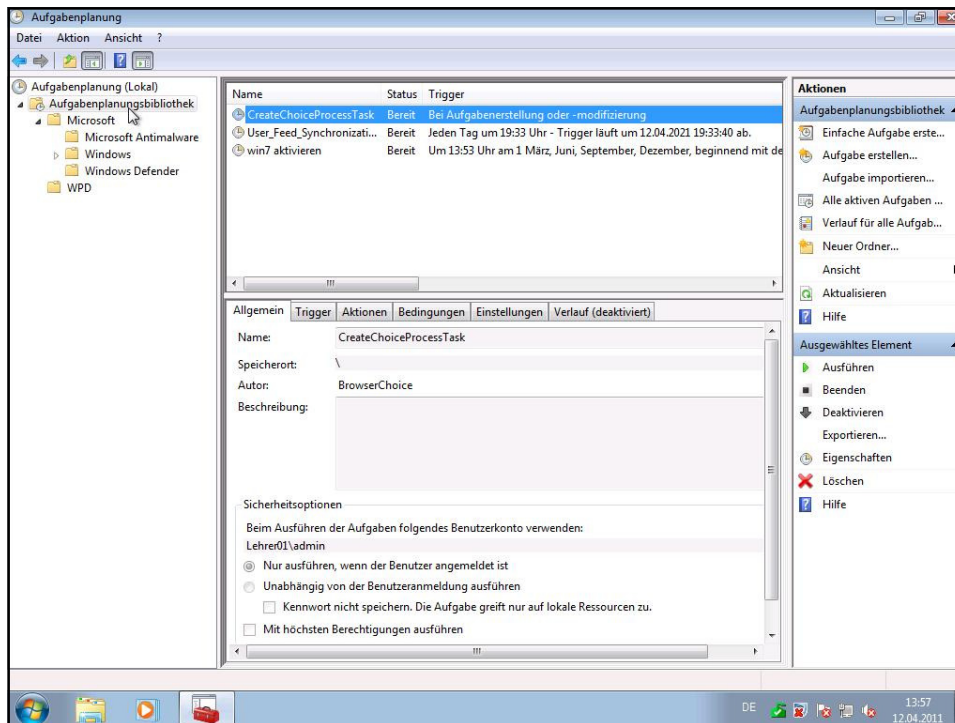 Aufgabenplanung
Datei Aktion Ansicht ?
Aufgabenplanung (Lokal)
Aufgabenplanungsbibliothek
Microsoft
Microsoft Antimalware
Windows
Windows Defender
WPD
Name Status Trigger
CreateChoiceProcessTask Bereit Bei Aufgabenerstellung oder -modifizierung
User_Feed_Synchronizati... Bereit Jeden Tag um 19:33 Uhr - Trigger läuft um 12.04.2021 19:33:40 ab.
win7 aktivieren Bereit Um 13:53 Uhr am 1 März, Juni, September, Dezember, beginnend mit de
Allgemein Trigger Aktionen Bedingungen Einstellungen Verlauf (deaktiviert)
Name: CreateChoiceProcessTask
Speicherort: \
Autor: BrowserChoice
Beschreibung:
Sicherheitsoptionen
Beim Ausführen der Aufgaben folgendes Benutzerkonto verwenden:
Lehrer01\admin
Nur ausführen, wenn der Benutzer angemeldet ist
Unabhängig von der Benutzeranmeldung ausführen
Kennwort nicht speichern. Die Aufgabe greift nur auf lokale Ressourcen zu.
Mit höchsten Berechtigungen ausführen
Aktionen
Aufgabenplanungsbibliothek
Einfache Aufgabe erste...
Aufgabe erstellen...
Aufgabe importieren...
Alle aktiven Aufgaben ...
Verlauf für alle Aufgab...
Neuer Ordner...
Ansicht
Aktualisieren
Hilfe
Ausgewähltes Element
Ausführen
Beenden
Deaktivieren
Exportieren...
Eigenschaften
Löschen
Hilfe
DE
13:57
12.04.2011